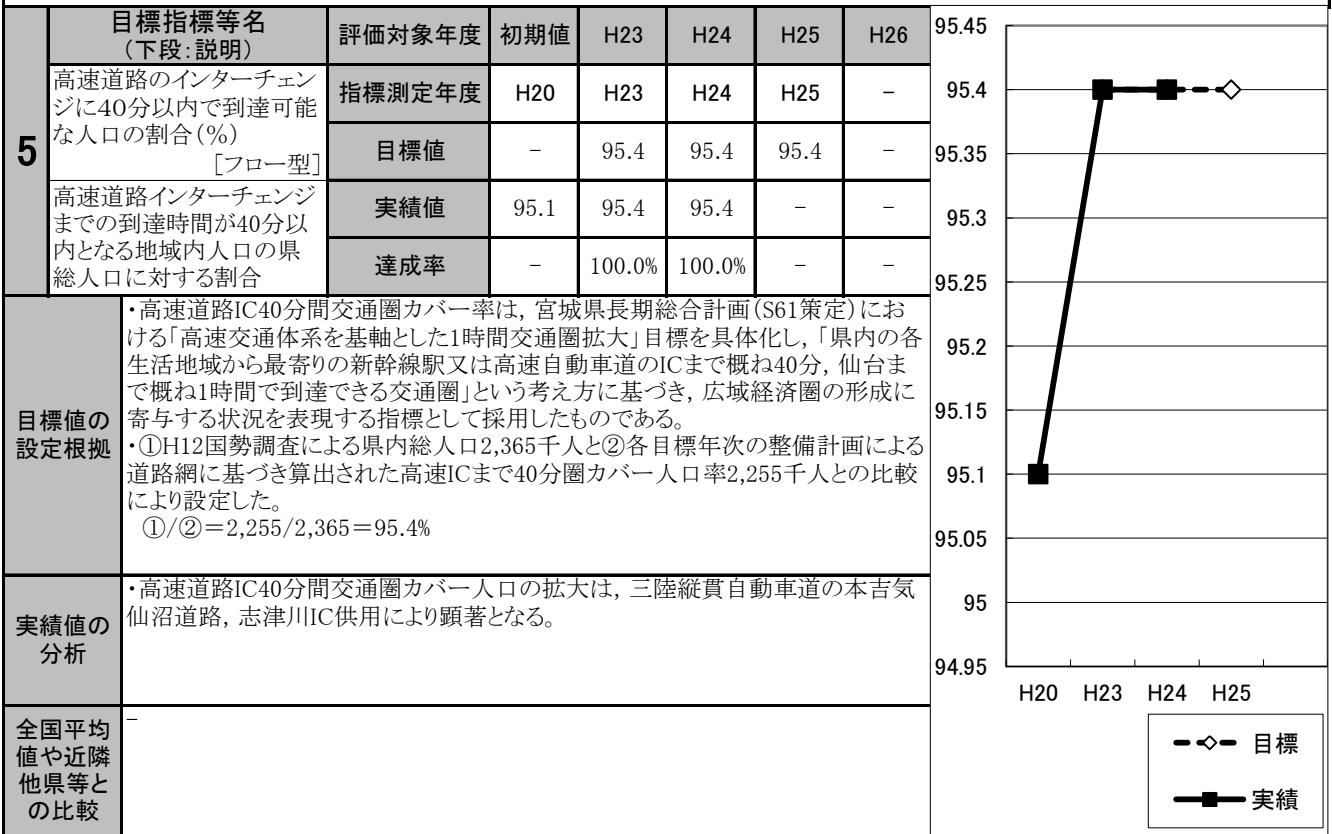 5
目標指標等名
(下段:説明)
評価対象年度 初期値 H23 H24 H25 H26
高速道路のインターチェン
ジに40分以内で到達可能
な人口の割合(%)
[フロー型]
指標測定年度 H20 H23 H24 H25 -
目標値 - 95.4 95.4 95.4 -
高速道路インターチェンジ
までの到達時間が40分以
内となる地域内人口の県
総人口に対する割合
実績値 95.1 95.4 95.4 - -
達成率 - 100.0% 100.0% - -
目標値の
設定根拠
・高速道路IC40分間交通圏カバー率は, 宮城県長期総合計画(S61策定)にお
ける「高速交通体系を基軸とした1時間交通圏拡大」目標を具体化し, 「県内の各
生活地域から最寄りの新幹線駅又は高速自動車道のICまで概ね40分, 仙台ま
で概ね1時間で到達できる交通圏」という考え方に基づき, 広域経済圏の形成に
寄与する状況を表現する指標として採用したものである。
・①H12国勢調査による県内総人口2,365千人と②各目標年次の整備計画による
道路網に基づき算出された高速ICまで40分圏カバー人口率2,255千人との比較
により設定した。
①/②=2,255/2,365=95.4%
実績値の
分析
・高速道路IC40分間交通圏カバー人口の拡大は, 三陸縦貫自動車道の本吉気
仙沼道路, 志津川IC供用により顕著となる。
全国平均
値や近隣
他県等と
の比較
-
95.45
95.4
95.35
95.3
95.25
95.2
95.15
95.1
95.05
95
94.95
H20 H23 H24 H25
目標
実績